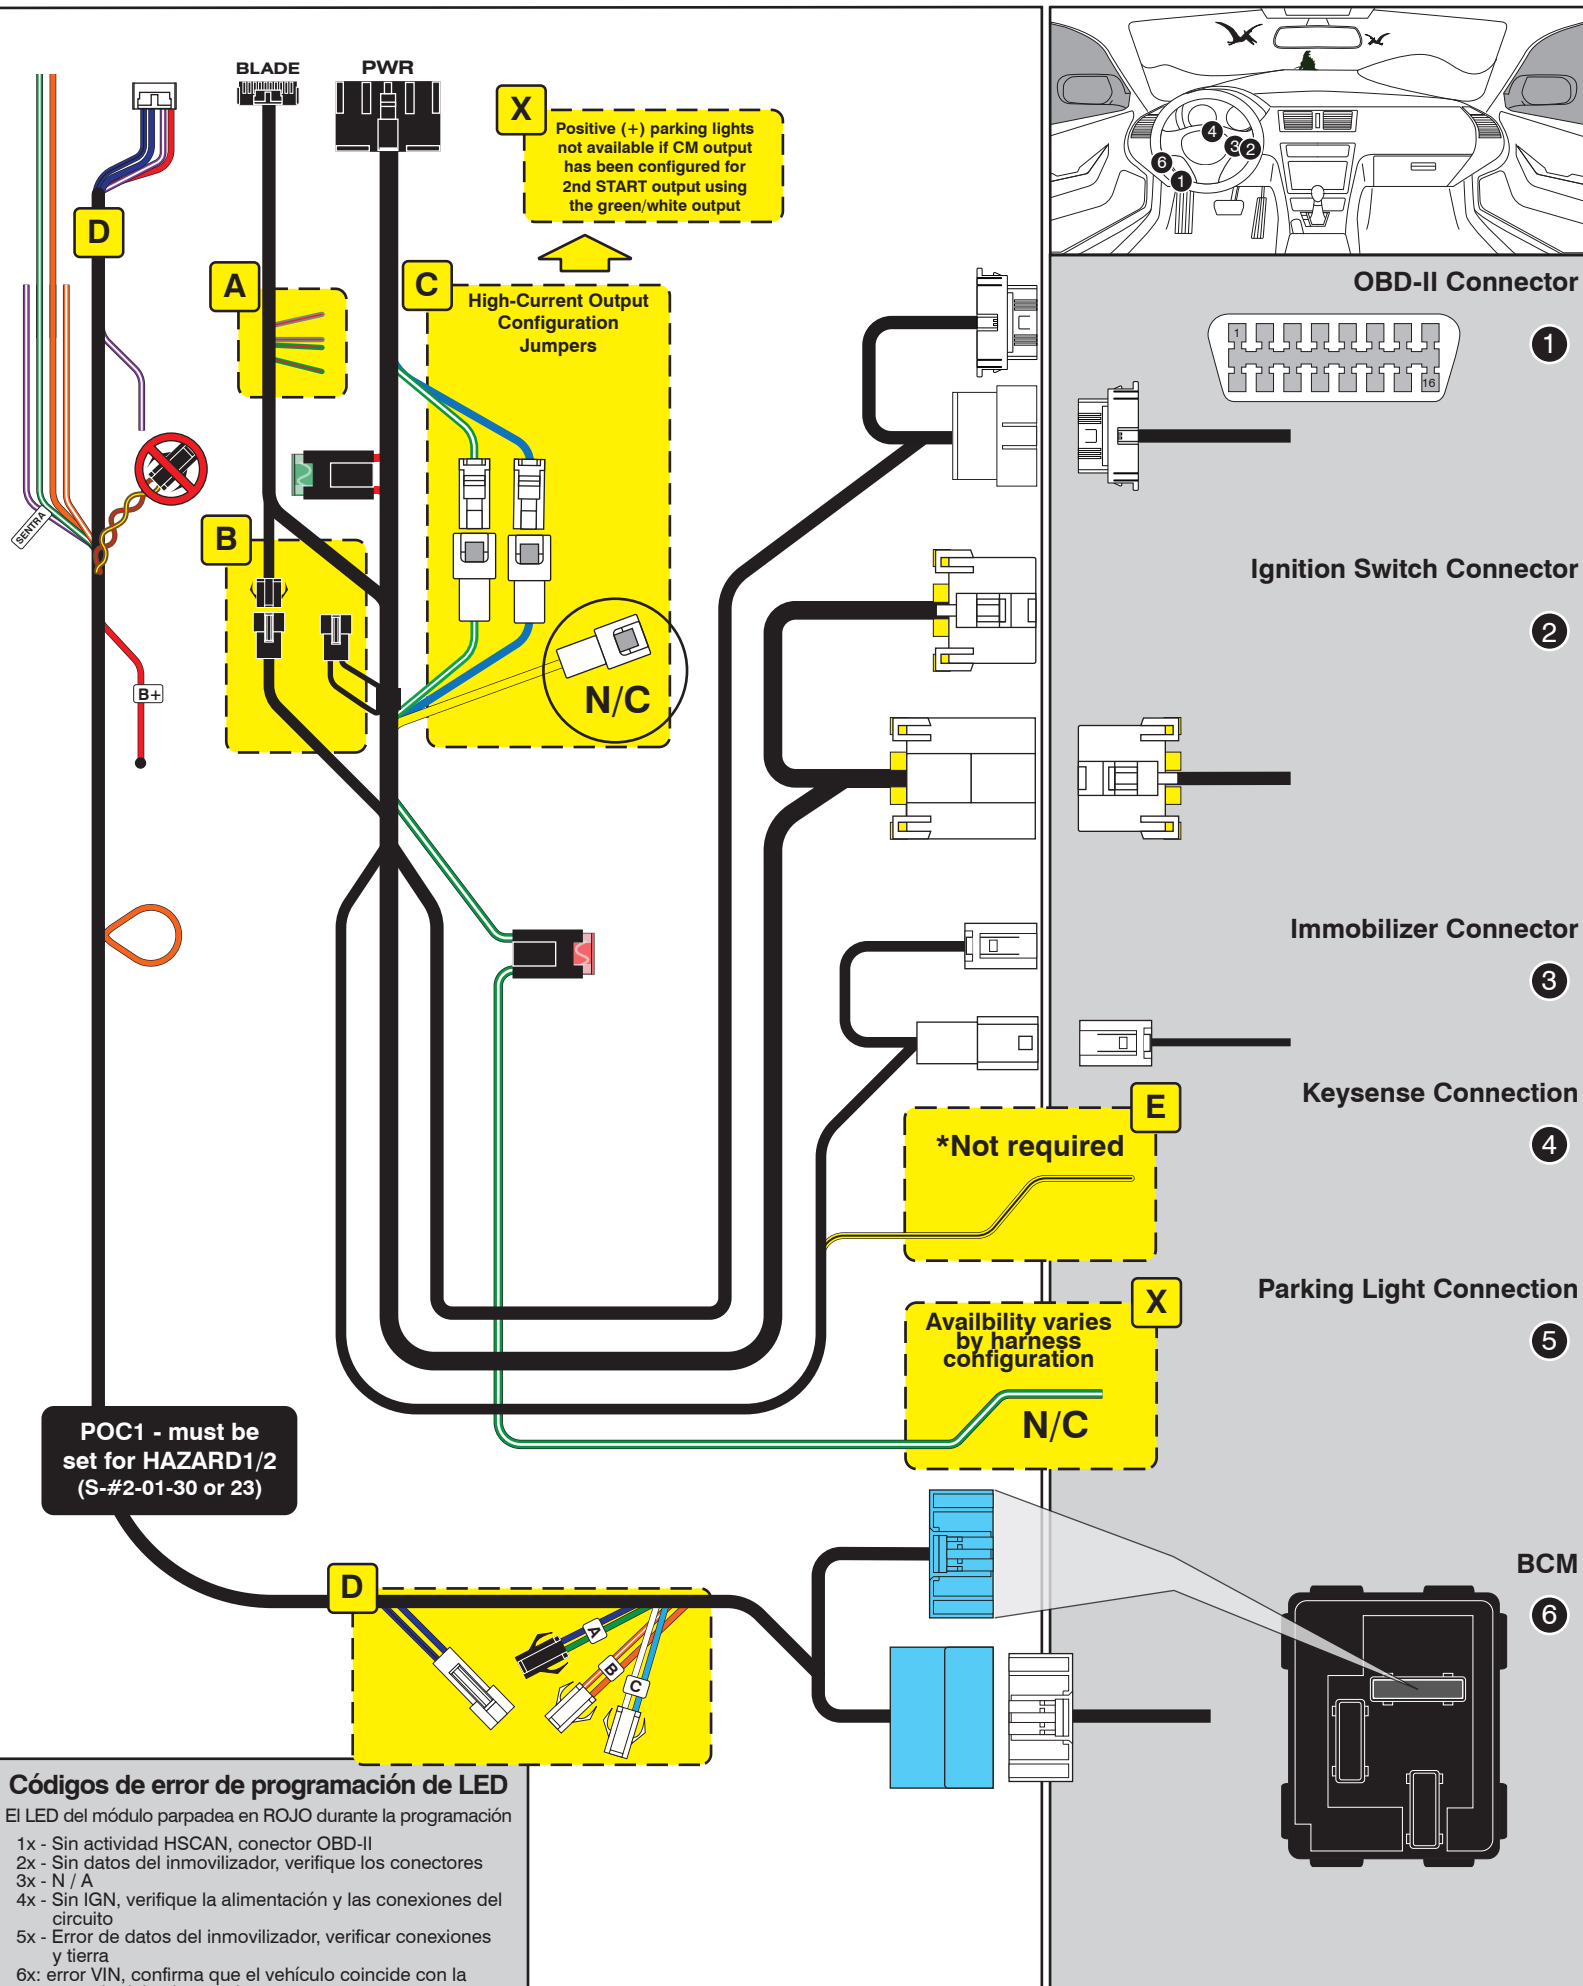 BLADE
PWR
X
Positive (+) parking lights
not available if CM output
has been configured for
2nd START output using
the green/white output
4
3
2
6
1
D
A
C
High-Current Output
Configuration
Jumpers
OBD-II Connector
1
1
16
SENTRA
B
Ignition Switch Connector
2
B+
N/C
Immobilizer Connector
3
Keysense Connection
4
E
*Not required
Parking Light Connection
5
X
Availbility varies
by harness
configuration
N/C
POC1 - must be
set for HAZARD1/2
(S-#2-01-30 or 23)
BCM
6
D
A
B
C
Códigos de error de programación de LED
El LED del módulo parpadea en ROJO durante la programación
1x - Sin actividad HSCAN, conector OBD-II
2x - Sin datos del inmovilizador, verifique los conectores
3x - N / A
4x - Sin IGN, verifique la alimentación y las conexiones del
circuito
5x - Error de datos del inmovilizador, verificar conexiones
y tierra
6x: error VIN, confirma que el vehículo coincide con la